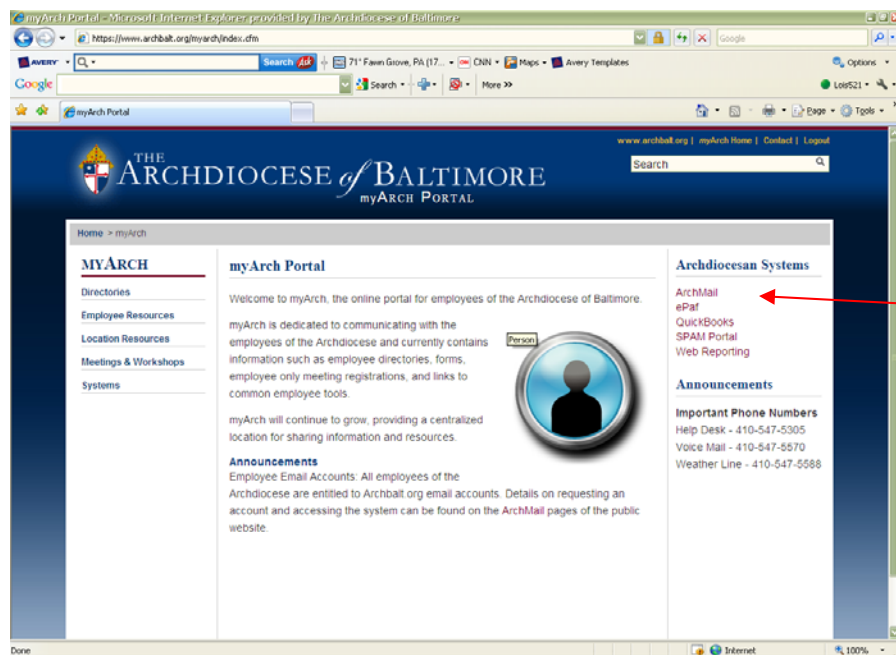 myArch Portal - Microsoft Internet Explorer provided by The Archdiocese of Baltimore
https://www.archbalt.org/myarch/index.cfm
Google
AVERY
Search Ask
71° Fawn Grove, PA (17...
CNN
Maps
Avery Templates
Options
Google
Search
More >>
Lois521
myArch Portal
Page
Tools
www.archbalt.org | myArch Home | Contact | Logout
Search
THE
ARCHDIOCESE of BALTIMORE
MYARCH PORTAL
Home > myArch
MYARCH
Directories
Employee Resources
Location Resources
Meetings & Workshops
Systems
myArch Portal
Welcome to myArch, the online portal for employees of the Archdiocese of Baltimore.
myArch is dedicated to communicating with the
employees of the Archdiocese and currently contains
information such as employee directories, forms,
employee only meeting registrations, and links to
common employee tools.
Person
myArch will continue to grow, providing a centralized
location for sharing information and resources.
Announcements
Employee Email Accounts: All employees of the
Archdiocese are entitled to Archbalt.org email accounts. Details on requesting an
account and accessing the system can be found on the ArchMail pages of the public
website.
Archdiocesan Systems
ArchMail
ePaf
QuickBooks
SPAM Portal
Web Reporting
Announcements
Important Phone Numbers
Help Desk - 410-547-5305
Voice Mail - 410-547-5570
Weather Line - 410-547-5588
Done
Internet
100%